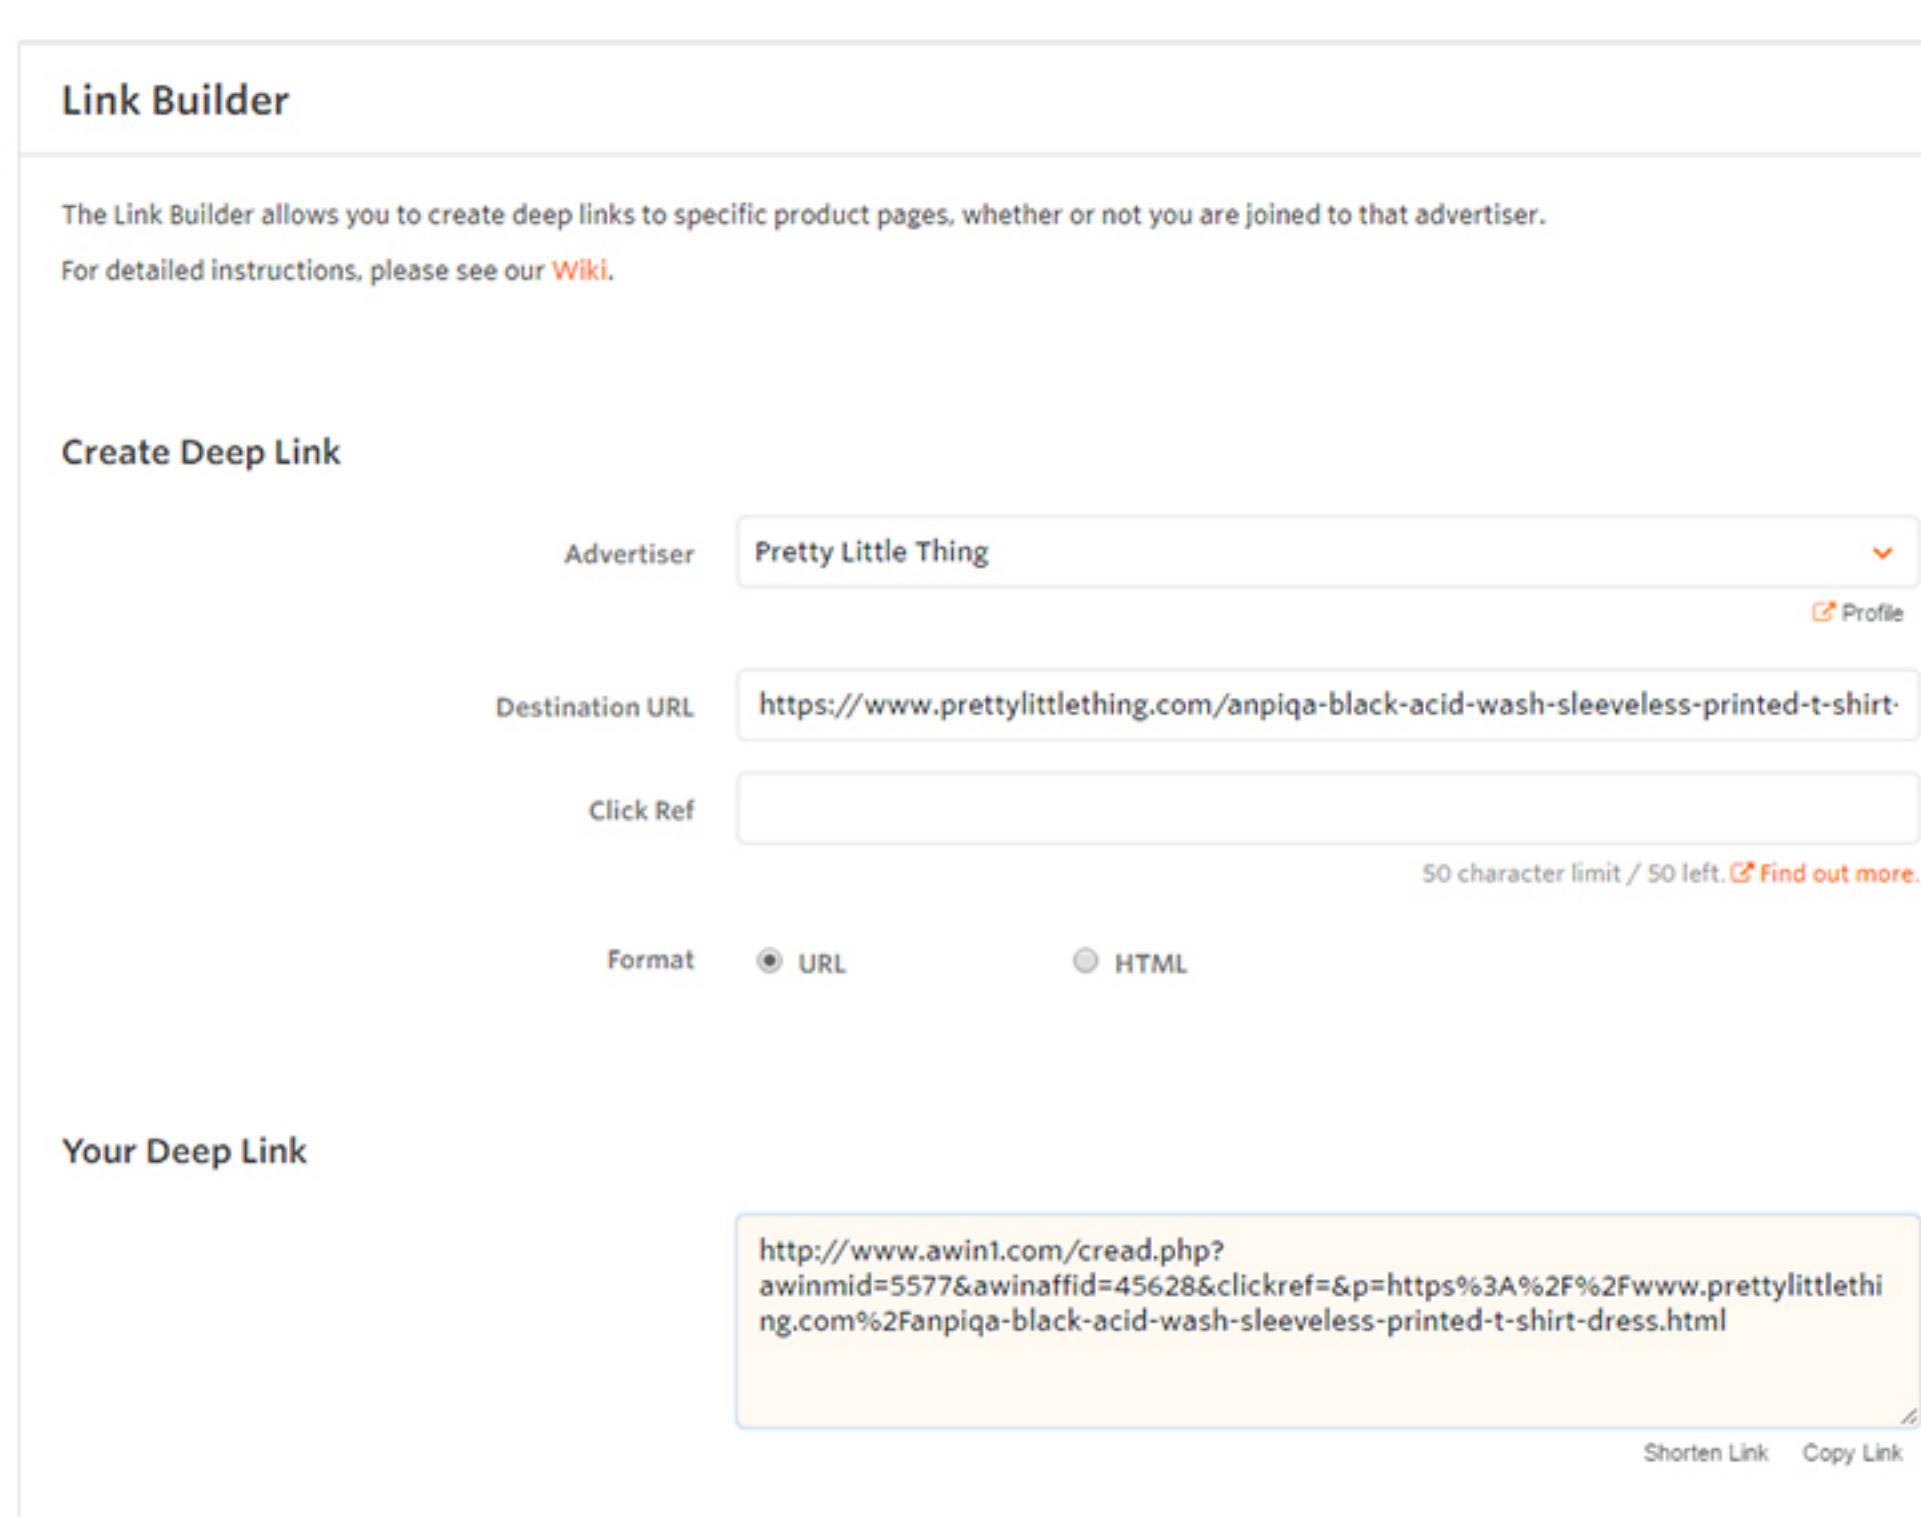 Link Builder
The Link Builder allows you to create deep links to specific product pages, whether or not you are joined to that advertiser.
For detailed instructions, please see our Wiki.
Create Deep Link
Advertiser
Pretty Little Thing
Profile
Destination URL
https://www.prettylittlething.com/anpiqa-black-acid-wash-sleeveless-printed-t-shirt-
Click Ref
50 character limit / 50 left. Find out more.
Format
URL
HTML
Your Deep Link
http://www.awin1.com/cread.php?
awinmid=5577&awinaffid=45628&clickref=&p=https%3A%2F%2Fwww.prettylittlethi
ng.com%2Fanpiqa-black-acid-wash-sleeveless-printed-t-shirt-dress.html
Shorten Link
Copy Link